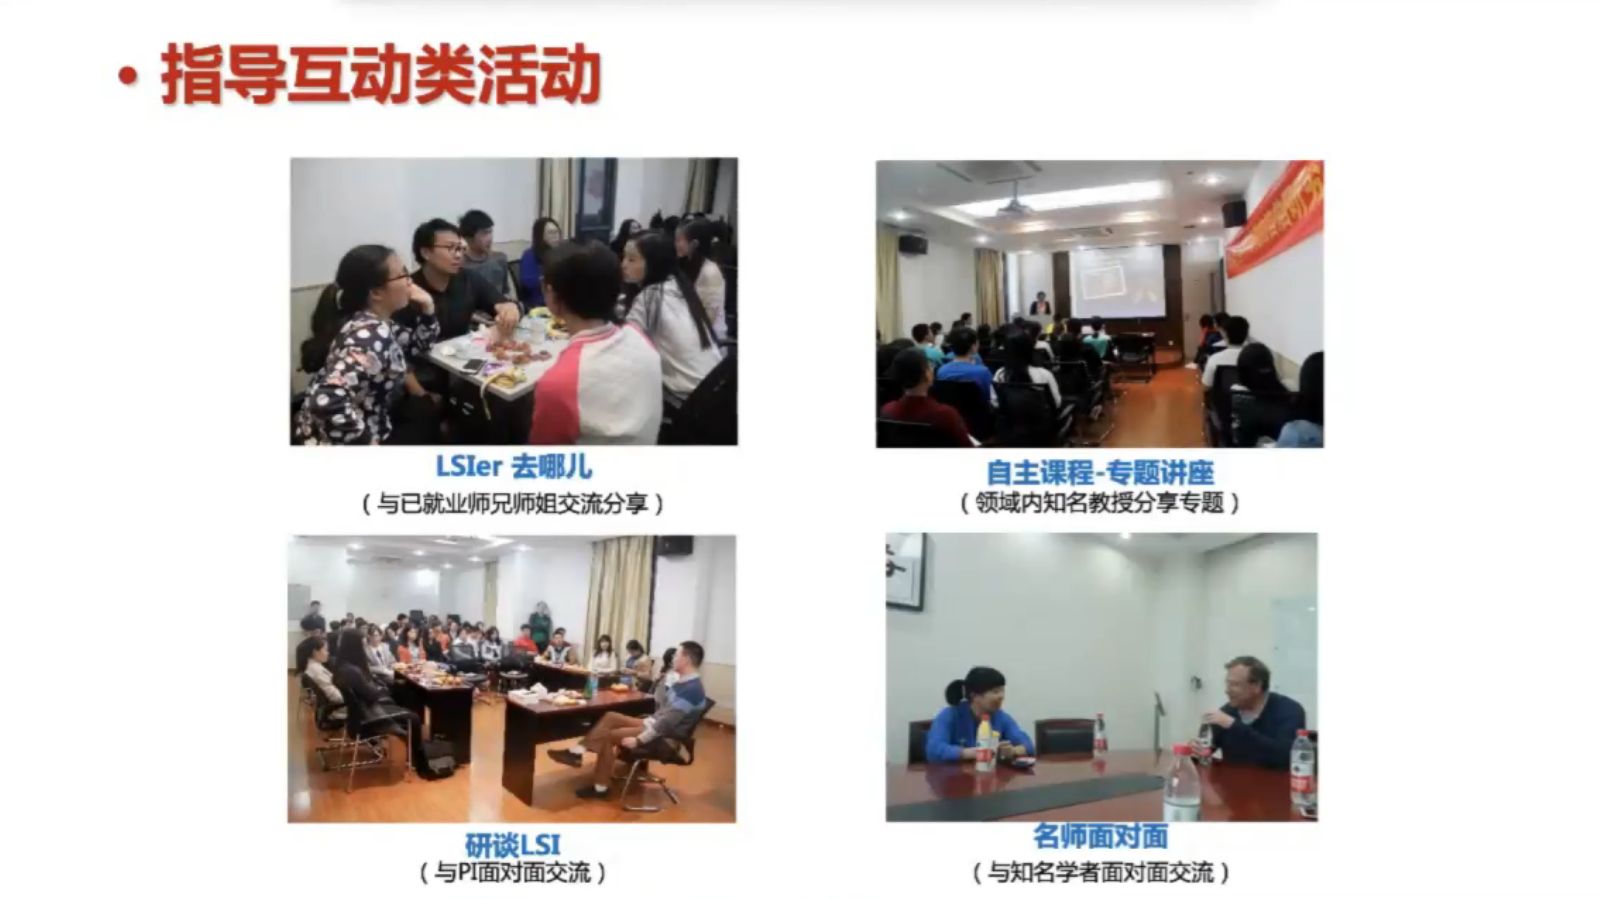 • 指导互动类活动
LSIer 去哪儿
（与已就业师兄师姐交流分享）
自主课程-专题讲座
（领域内知名教授分享专题）
研谈LSI
（与PI面对面交流）
名师面对面
（与知名学者面对面交流）